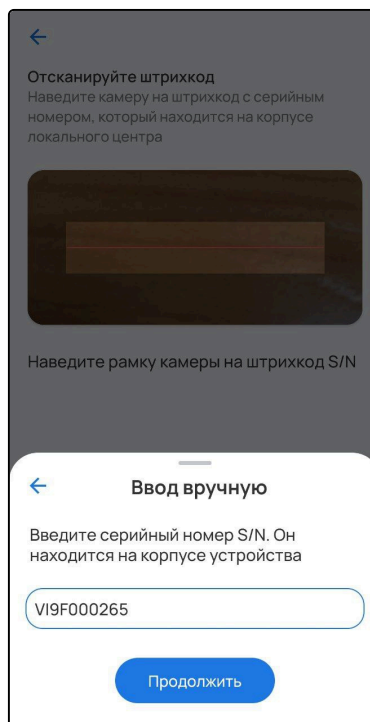 Отсканируйте штрихкод
Наведите камеру на штрихкод с серийным
номером, который находится на корпусе
локального центра
Наведите рамку камеры на штрихкод S/N
Ввод вручную
Введите серийный номер S/N. Он
находится на корпусе устройства
VI9F000265
Продолжить